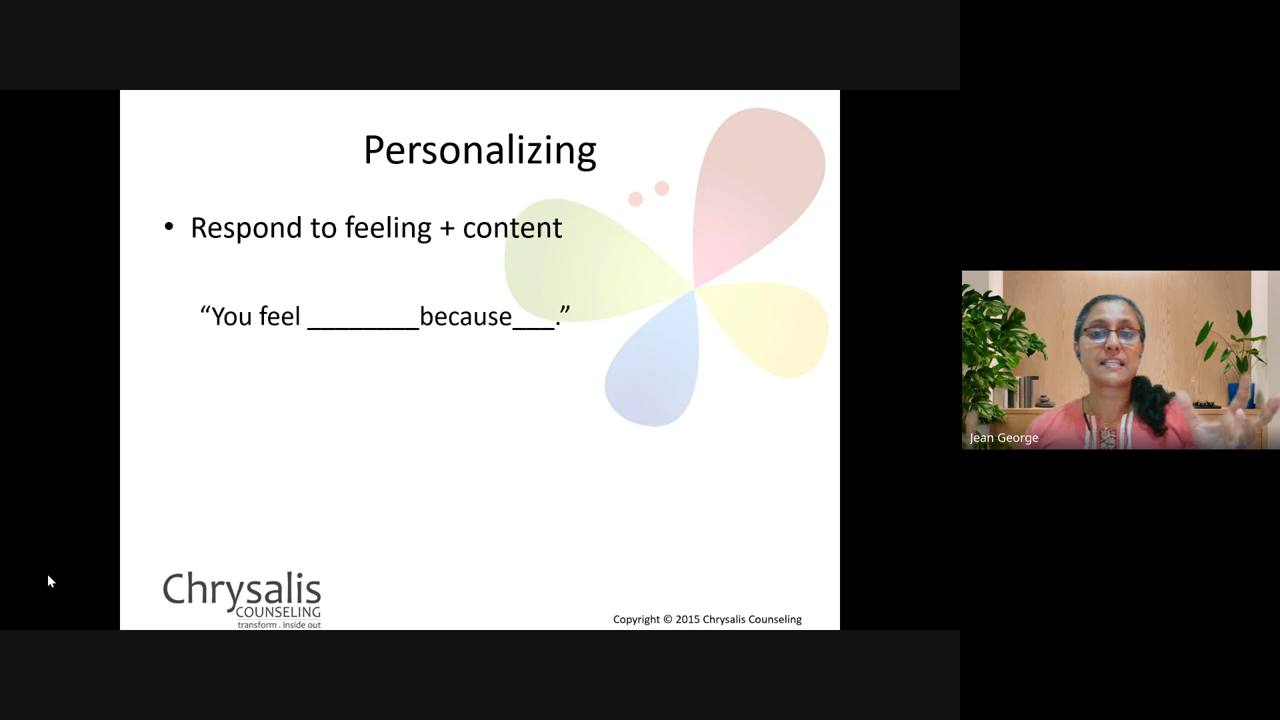 Personalizing
• Respond to feeling + content
“You feel ________because___.”
Chrysalis
COUNSELING
transform . inside out
Copyright © 2015 Chrysalis Counseling
Jean George